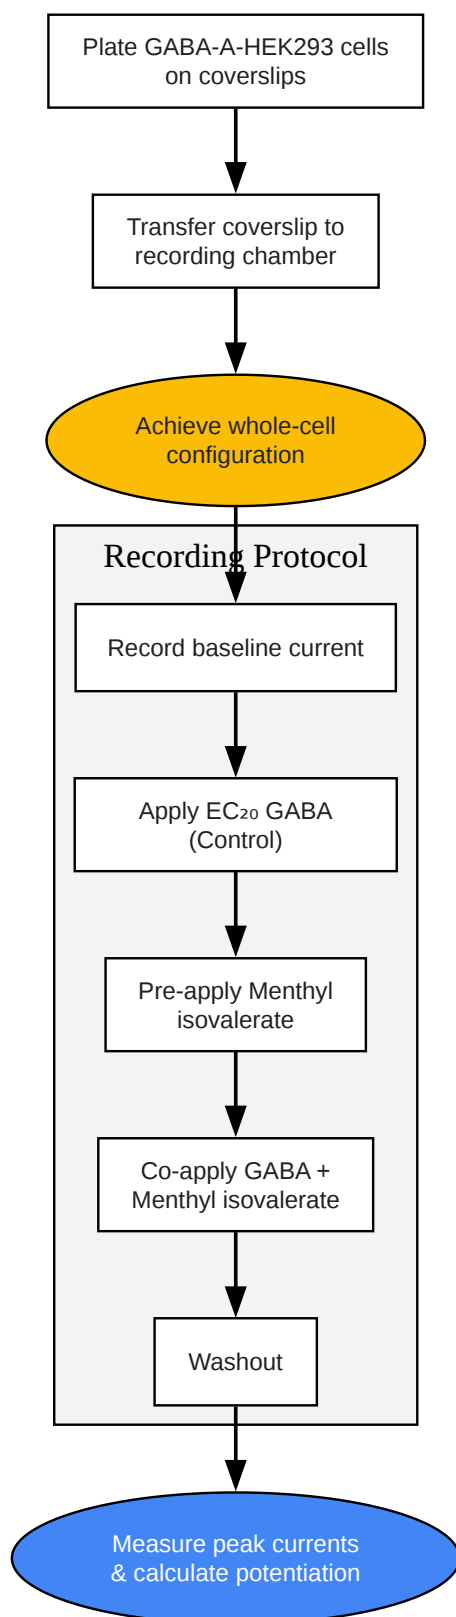 Plate GABA-A-HEK293 cells
on coverslips
Transfer coverslip to
recording chamber
Achieve whole-cell
configuration
Recording Protocol
Record baseline current
Apply EC₂₀ GABA
(Control)
Pre-apply Menthyl
isovalerate
Co-apply GABA +
Menthyl isovalerate
Washout
Measure peak currents
& calculate potentiation